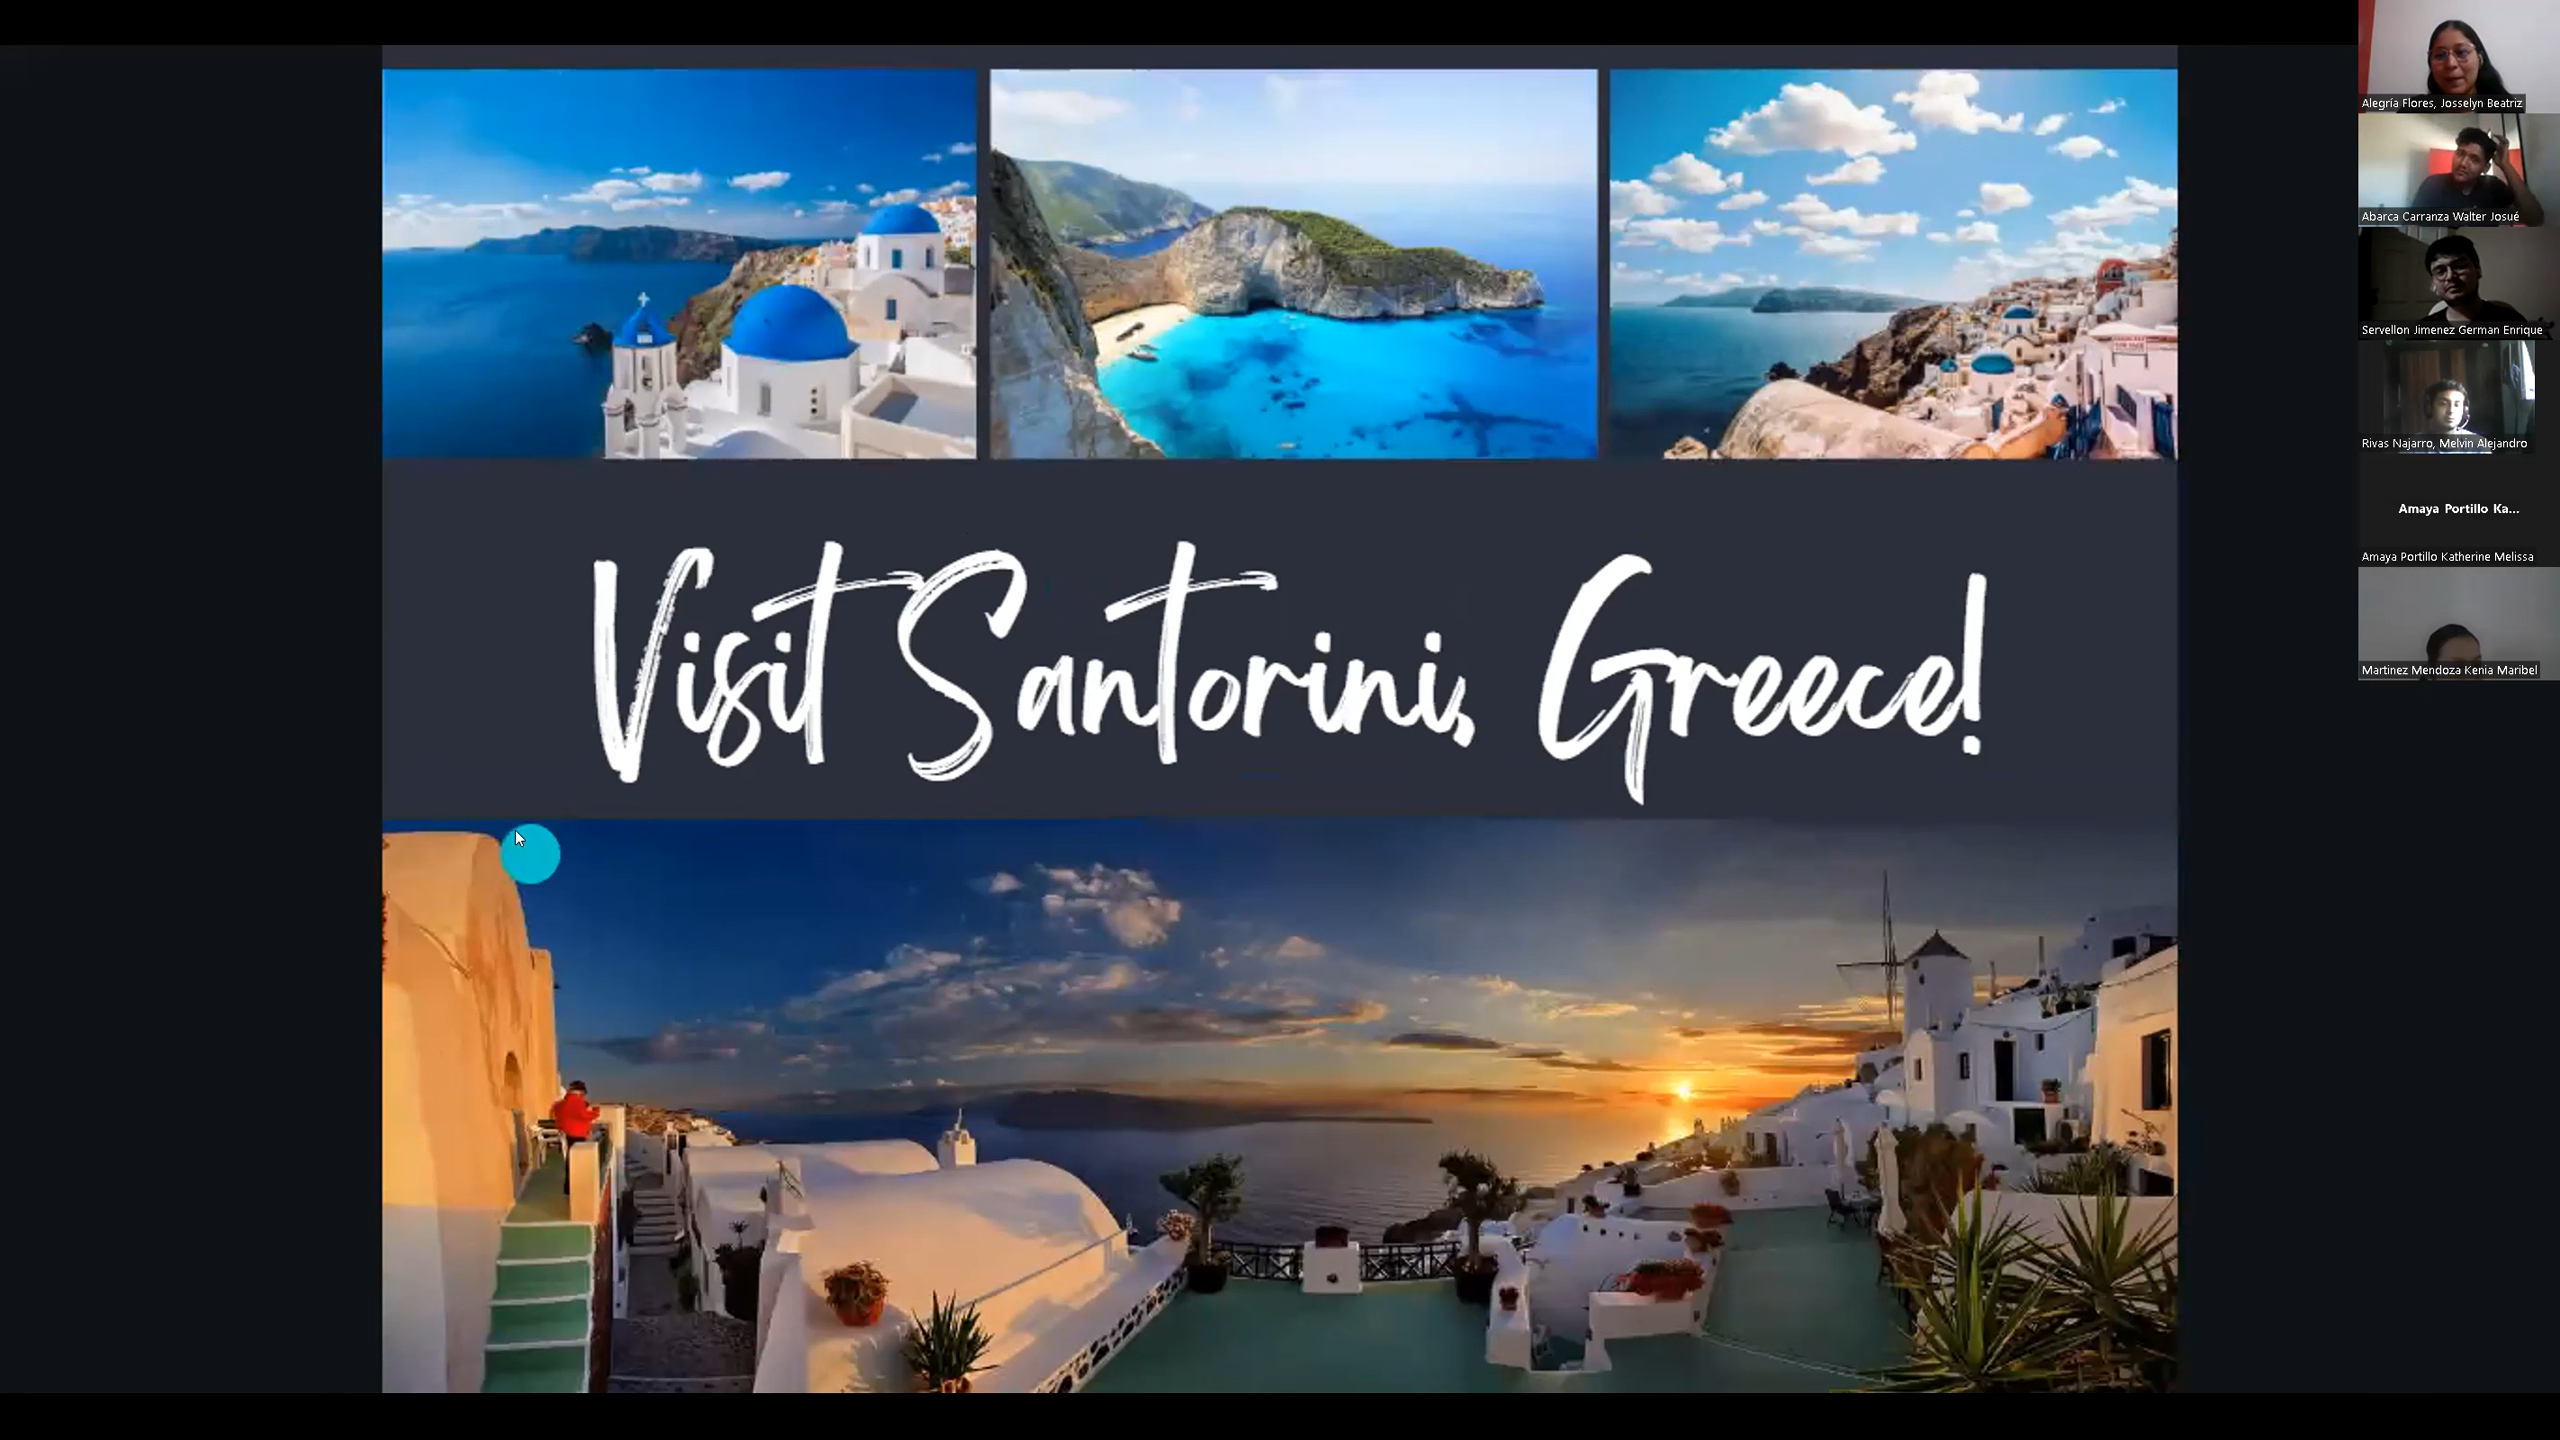 Visit Santorini, Greece!
Alegría Flores, Josselyn Beatriz
Abarca Carranza Walter Josué
Servellon Jimenez German Enrique
Rivas Najarro, Melvin Alejandro
Amaya Portillo Ka...
Amaya Portillo Katherine Melissa
Martinez Mendoza Kenia Maribel